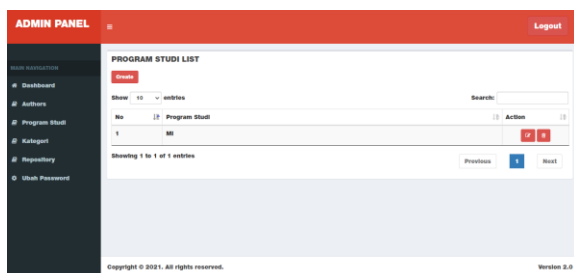 ADMIN PANEL
Logout
MAIN NAVIGATION
Dashboard
Authors
Program Studi
Kategori
Repository
Ubah Password
PROGRAM STUDI LIST
Create
Show 10 entries
Search:
No Program Studi Action
1 MI
Showing 1 to 1 of 1 entries
Previous 1 Next
Copyright © 2021. All rights reserved.
Version 2.0